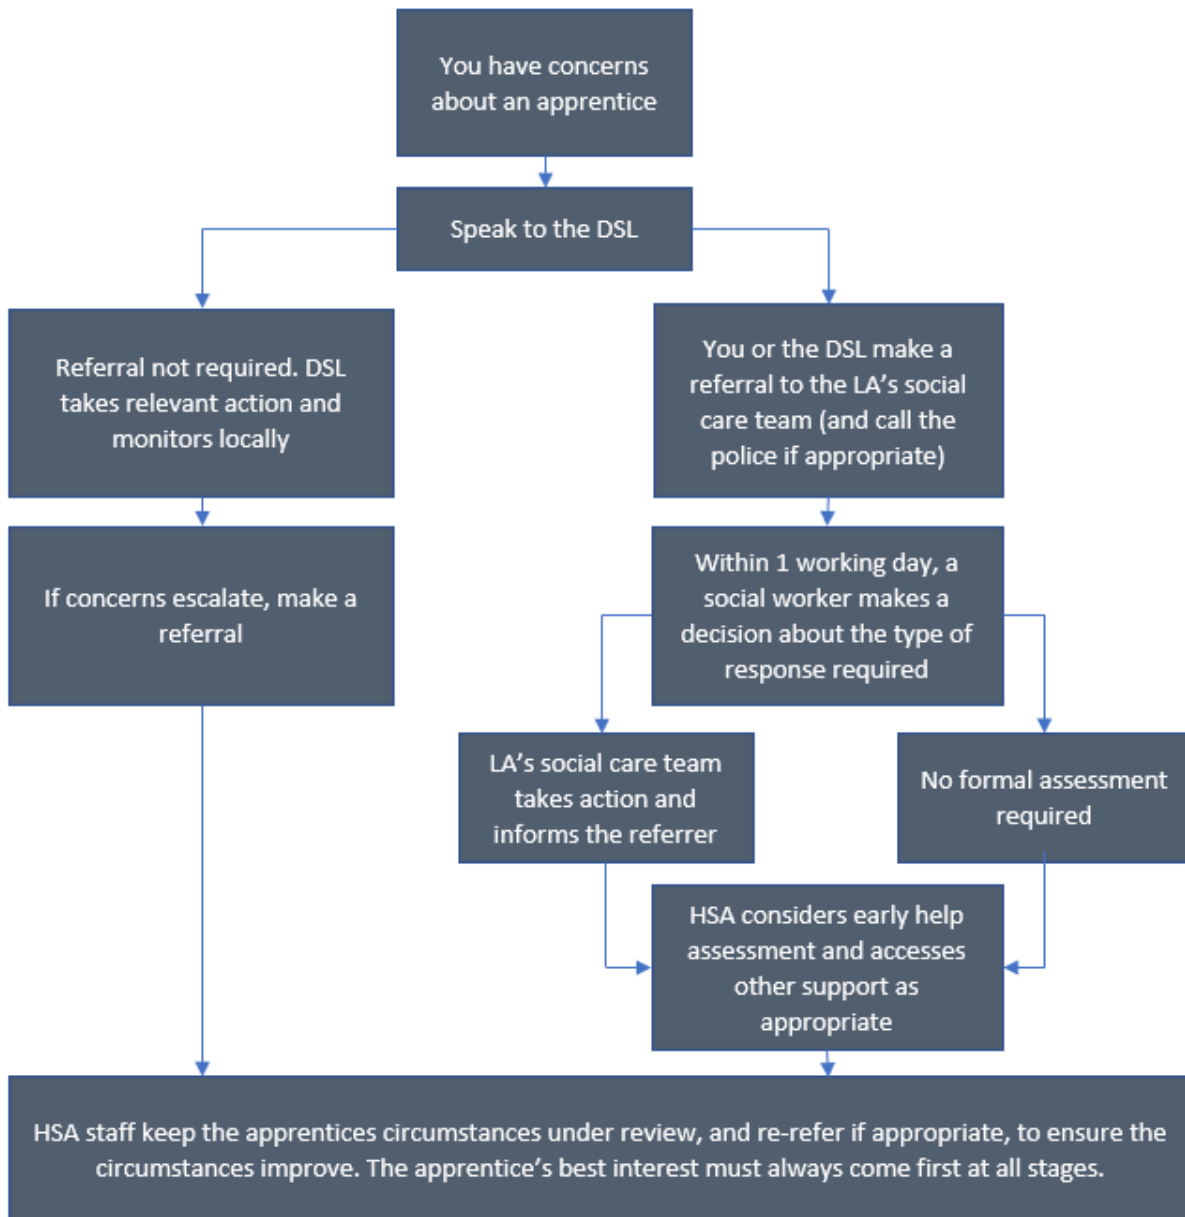 You have concerns
about an apprentice
Speak to the DSL
Referral not required. DSL
takes relevant action and
monitors locally
You or the DSL make a
referral to the LA’s social
care team (and call the
police if appropriate)
If concerns escalate, make a
referral
Within 1 working day, a
social worker makes a
decision about the type of
response required
LA’s social care team
takes action and
informs the referrer
No formal assessment
required
HSA considers early help
assessment and accesses
other support as
appropriate
HSA staff keep the apprentices circumstances under review, and re-refer if appropriate, to ensure the
circumstances improve. The apprentice’s best interest must always come first at all stages.